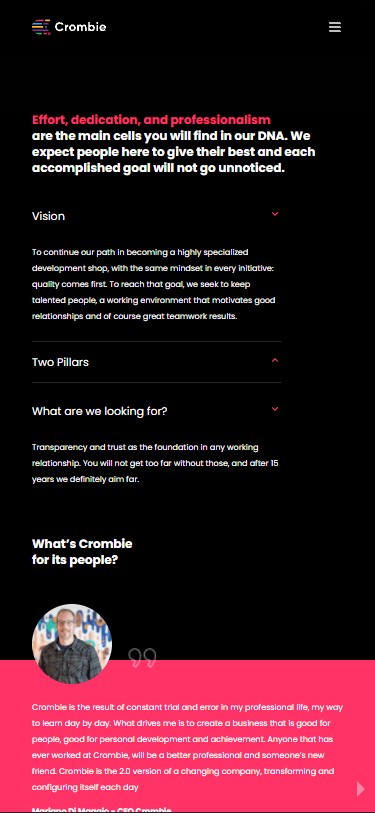 Crombie
Effort, dedication, and professionalism
are the main cells you will find in our DNA. We
expect people here to give their best and each
accomplished goal will not go unnoticed.
Vision
To continue our path in becoming a highly specialized
development shop, with the same mindset in every initiative:
quality comes first. To reach that goal, we seek to keep
talented people, a working environment that motivates good
relationships and of course great teamwork results.
Two Pillars
What are we looking for?
Transparency and trust as the foundation in any working
relationship. You will not get too far without those, and after 15
years we definitely aim far.
What's Crombie
for its people?
Crombie is the result of constant trial and error in my professional life, my way
to learn day by day. What drives me is to create a business that is good for
people, good for personal development and achievement. Anyone that has
ever worked at Crombie, will be a better professional and someone's new
friend. Crombie is the 2.0 version of a changing company, transforming and
configuring itself each day
Mariano Di Maggio - CEO Crombie